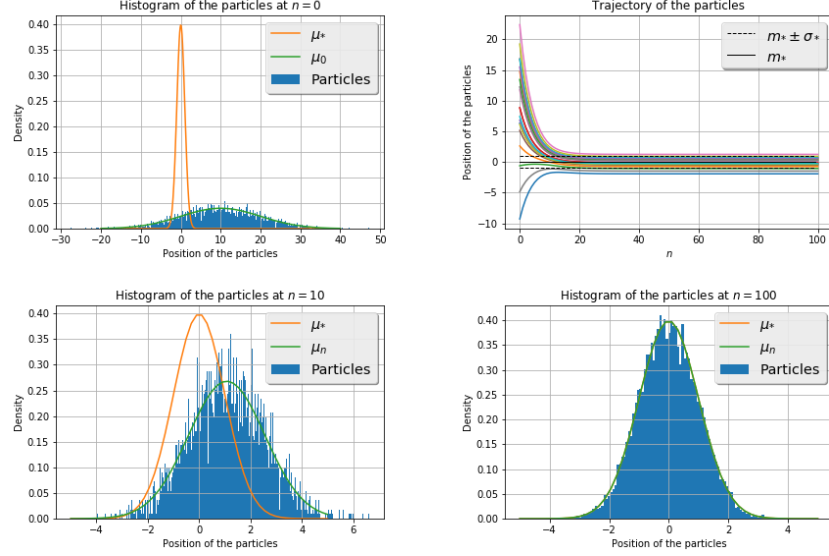 Histogram of the particles at n = 0
0.40
0.35
0.30
0.25
0.20
0.15
0.10
0.05
0.00
Density
μ*
μ0
Particles
−30 −20 −10 0 10 20 30 40 50
Position of the particles
Trajectory of the particles
20
15
10
5
0
−5
−10
Position of the particles
m* ± σ*
m*
0 20 40 60 80 100
n
Histogram of the particles at n = 10
0.40
0.35
0.30
0.25
0.20
0.15
0.10
0.05
0.00
Density
μ*
μn
Particles
−4 −2 0 2 4 6
Position of the particles
Histogram of the particles at n = 100
0.40
0.35
0.30
0.25
0.20
0.15
0.10
0.05
0.00
Density
μ*
μn
Particles
−4 −2 0 2 4
Position of the particles